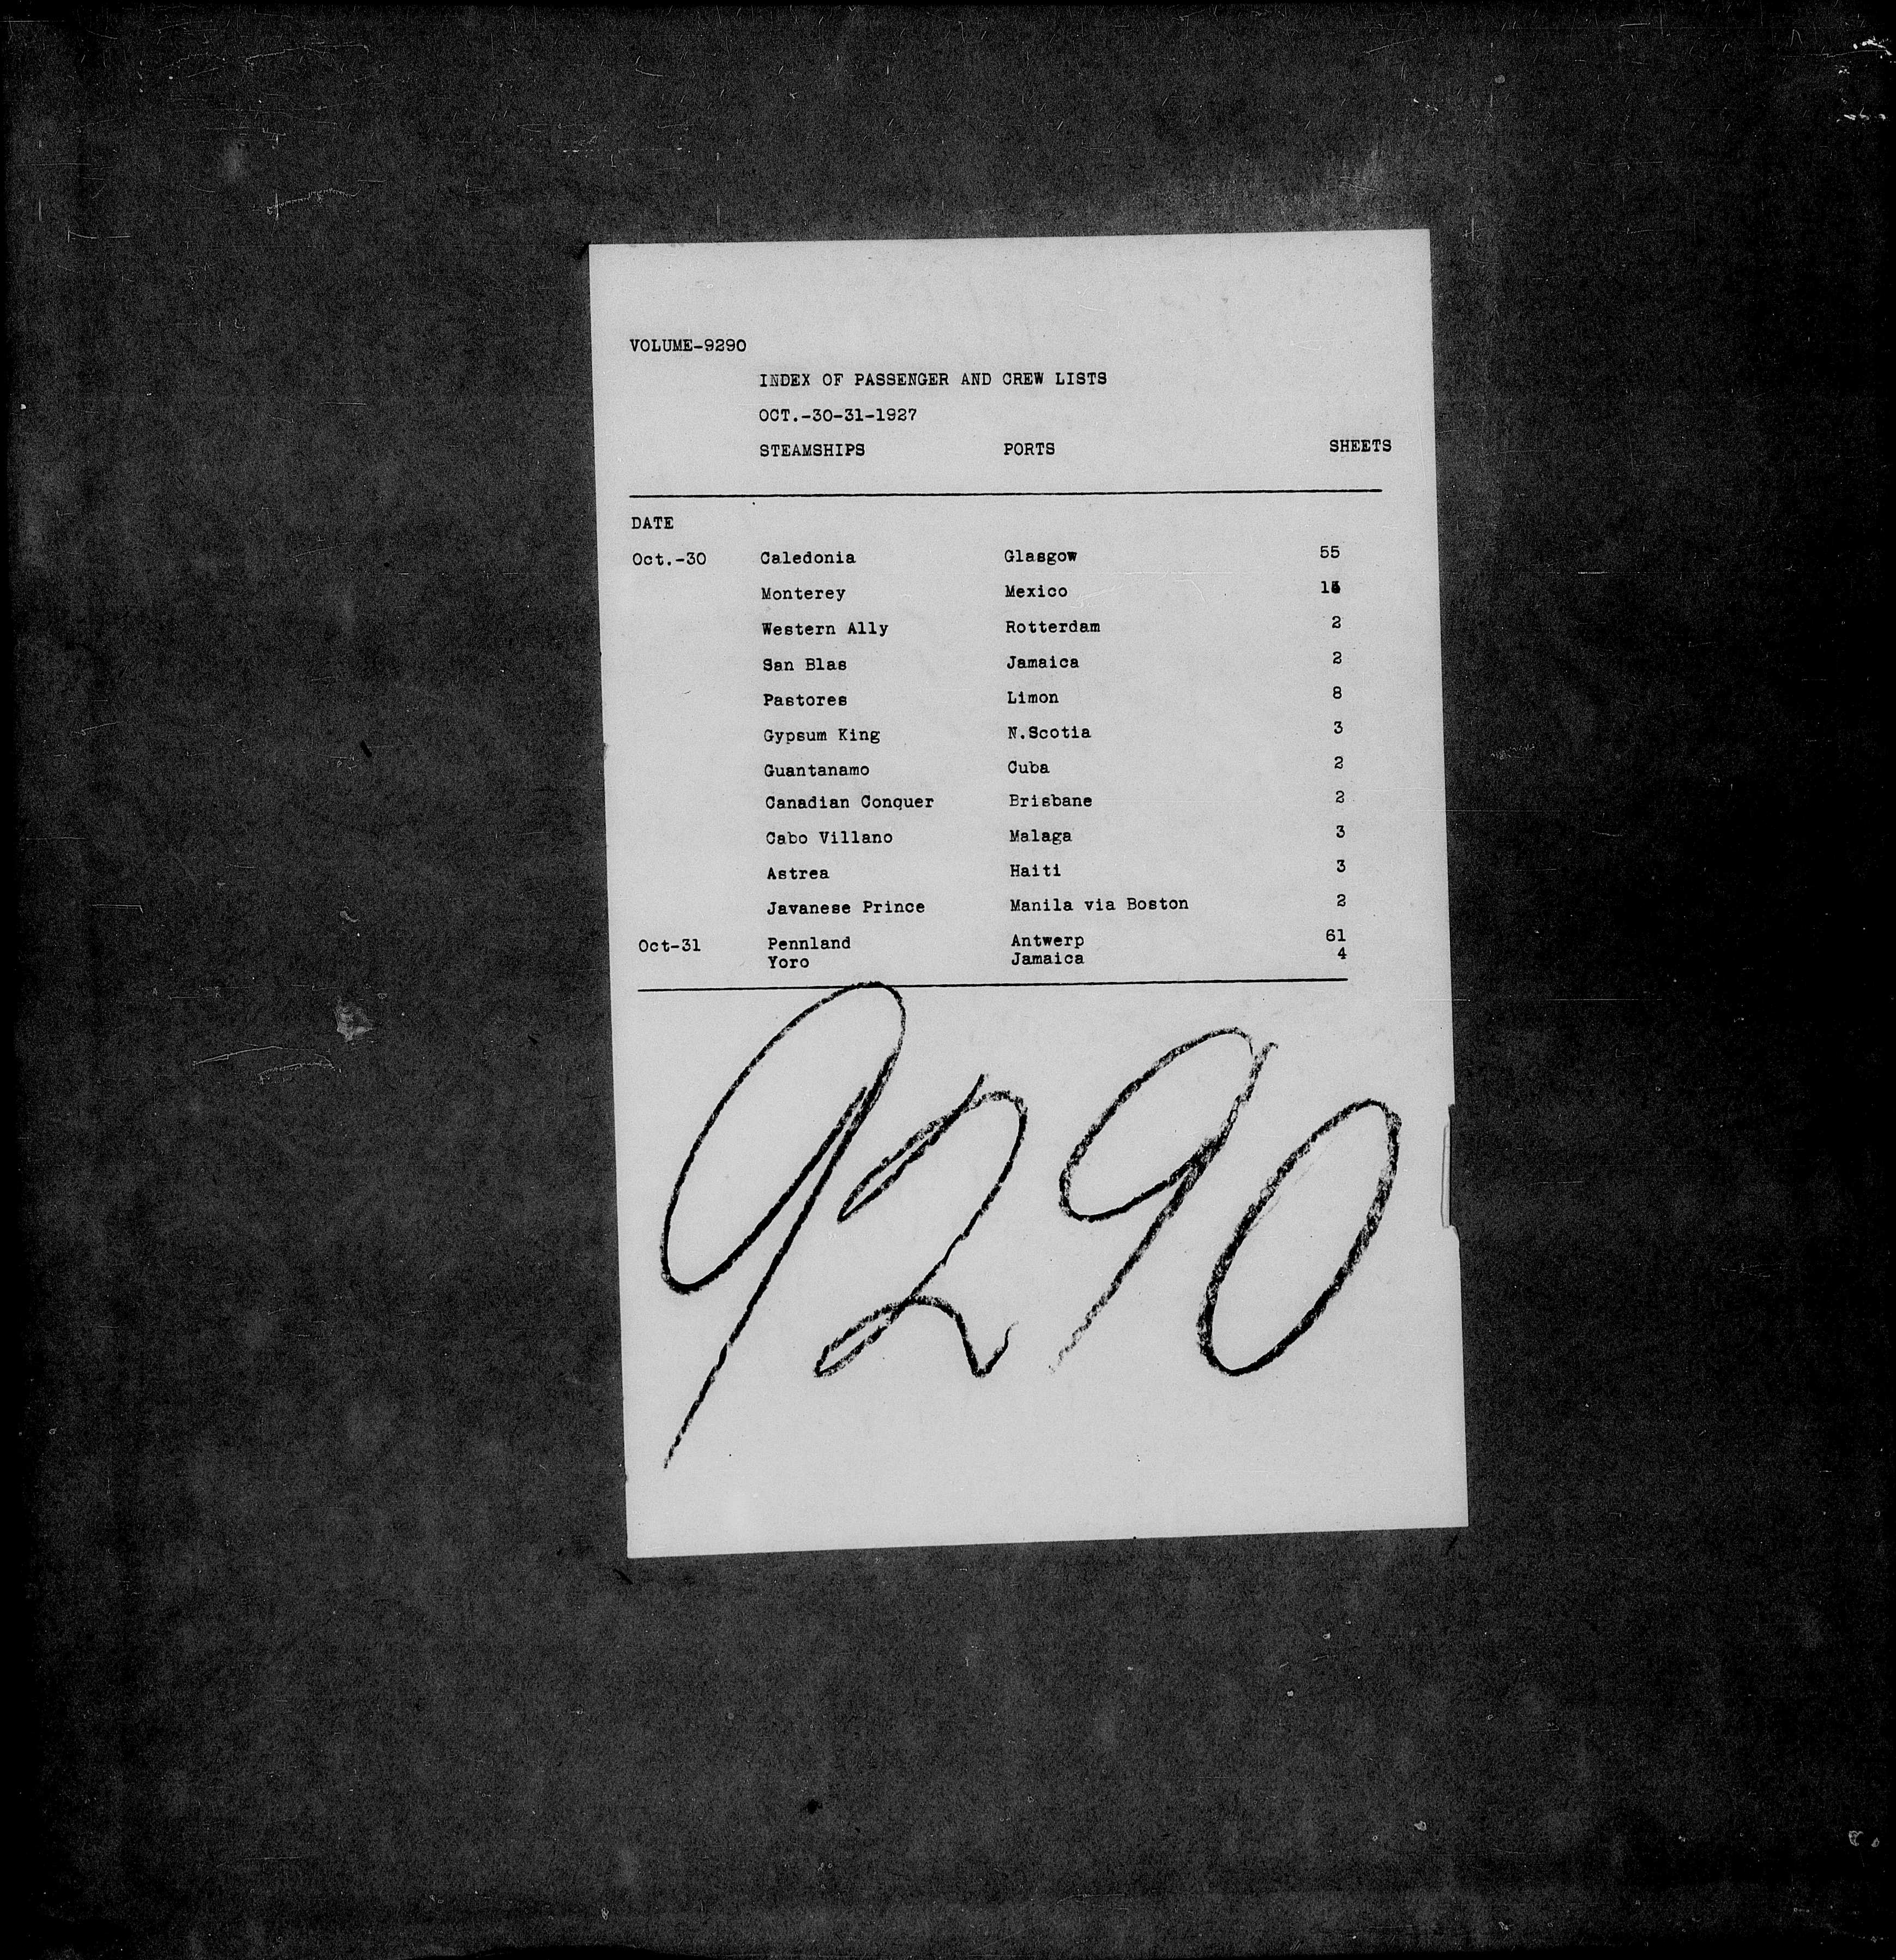 VOLUME-9290
INDEX OF PASSENGER AND CREW LISTS
OCT.-30-31-1927
STEAMSHIPS PORTS SHEETS
DATE
Oct.-30 Caledonia Glasgow 55
Monterey Mexico
Western Ally Rotterdam 2
San Blas Jamaica 2
Pastores Limon 8
Gypsum King N.Scotia 3
Guantanamo Cuba 2
Canadian Conquer Brisbane 2
Cabo Villano Malaga 3
Astrea Haiti 3
Javanese Prince Manila via Boston 2
Oct-31 Pennland Antwerp 61
Yoro Jamaica 4
9290